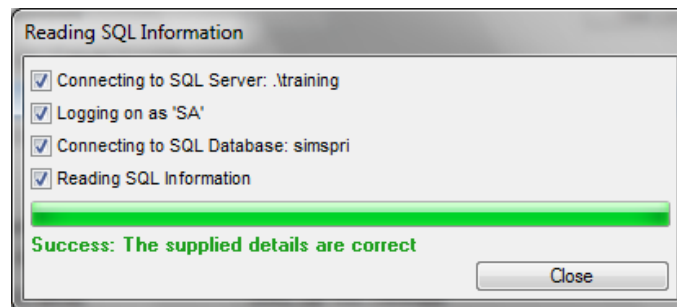 Reading SQL Information
Connecting to SQL Server: .\training
Logging on as 'SA'
Connecting to SQL Database: simspri
Reading SQL Information
Success: The supplied details are correct
Close